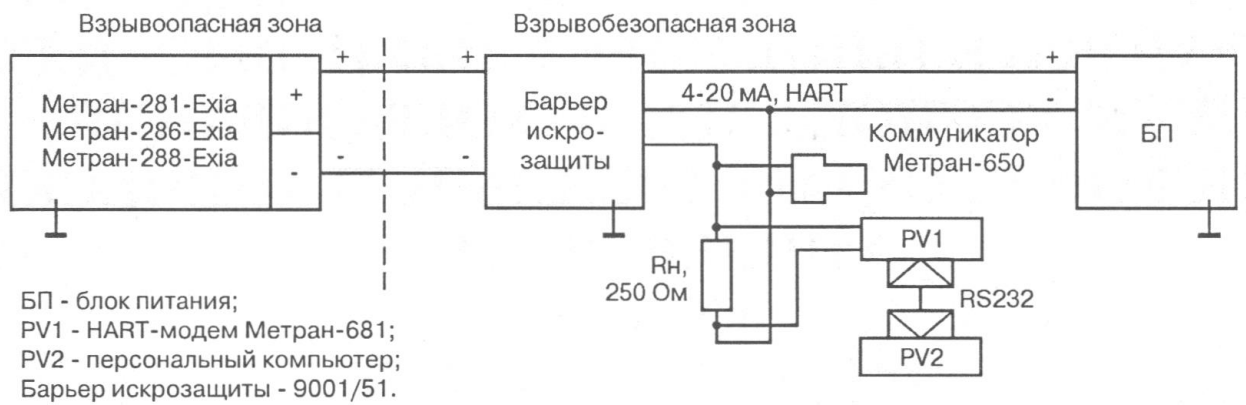 Взрывоопасная зона
Взрывобезопасная зона
+
+
+
Метран-281-Exia
Метран-286-Exia
Метран-288-Exia
+
-
-
-
Барьер
искро-
защиты
4-20 мА, HART
-
БП
Коммуникатор
Метран-650
PV1
Rн,
250 Ом
RS232
PV2
БП - блок питания;
PV1 - HART-модем Метран-681;
PV2 - персональный компьютер;
Барьер искрозащиты - 9001/51.